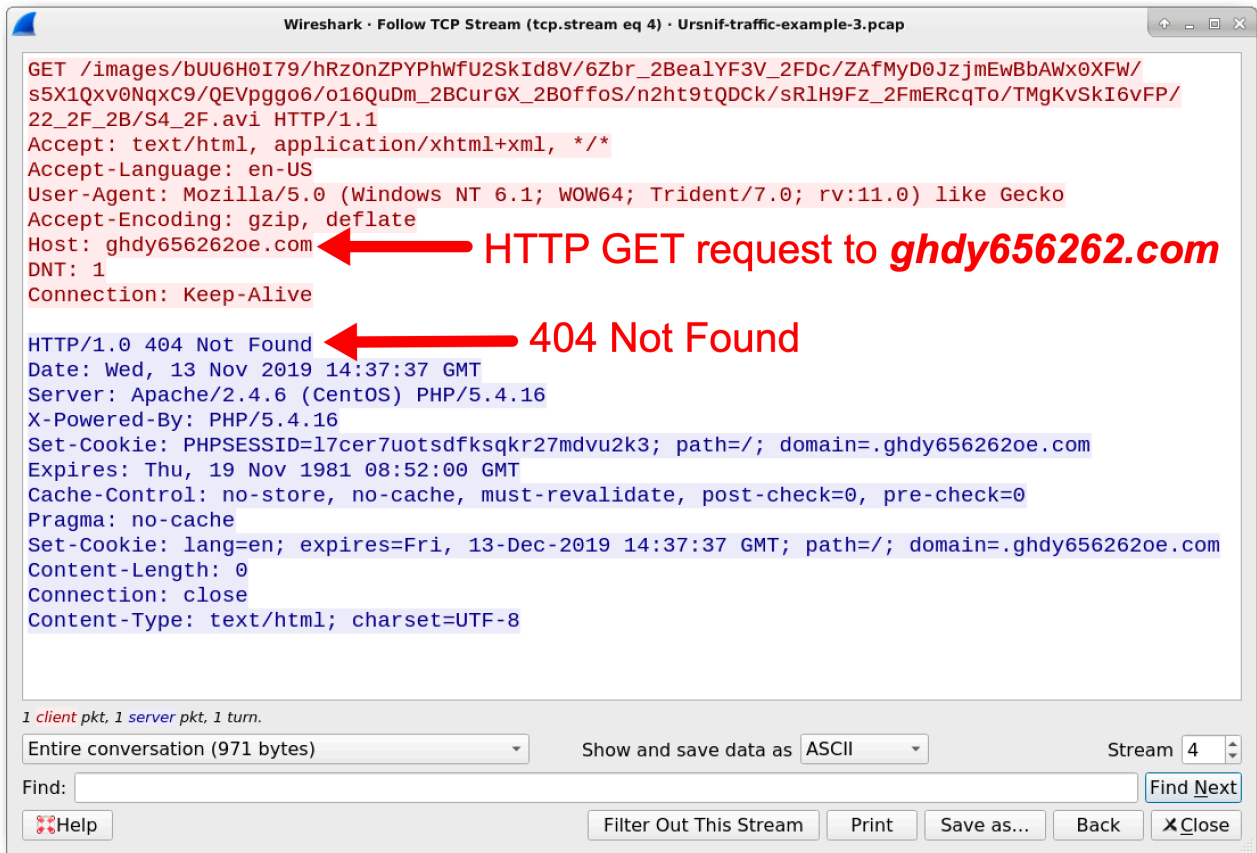 Wireshark · Follow TCP Stream (tcp.stream eq 4) · Ursnif-traffic-example-3.pcap
GET /images/bUU6H0I79/hRzOnZPYPhWfU2SkId8V/6Zbr_2BealYF3V_2FDc/ZAfMyD0JzjmEwBbAWx0XFW/
s5X1Qxv0NqxC9/QEVpggo6/o16QuDm_2BCurGX_2BOffoS/n2ht9tQDCk/sRlH9Fz_2FmERcqTo/TMgKvSkI6vFP/
22_2F_2B/S4_2F.avi HTTP/1.1
Accept: text/html, application/xhtml+xml, */*
Accept-Language: en-US
User-Agent: Mozilla/5.0 (Windows NT 6.1; WOW64; Trident/7.0; rv:11.0) like Gecko
Accept-Encoding: gzip, deflate
Host: ghdy656262oe.com HTTP GET request to ghdy656262.com
DNT: 1
Connection: Keep-Alive
HTTP/1.0 404 Not Found 404 Not Found
Date: Wed, 13 Nov 2019 14:37:37 GMT
Server: Apache/2.4.6 (CentOS) PHP/5.4.16
X-Powered-By: PHP/5.4.16
Set-Cookie: PHPSESSID=l7cer7uotsdfksqkr27mdvu2k3; path=/; domain=.ghdy656262oe.com
Expires: Thu, 19 Nov 1981 08:52:00 GMT
Cache-Control: no-store, no-cache, must-revalidate, post-check=0, pre-check=0
Pragma: no-cache
Set-Cookie: lang=en; expires=Fri, 13-Dec-2019 14:37:37 GMT; path=/; domain=.ghdy656262oe.com
Content-Length: 0
Connection: close
Content-Type: text/html; charset=UTF-8
1 client pkt, 1 server pkt, 1 turn.
Entire conversation (971 bytes) Show and save data as ASCII Stream 4
Find: Find Next
Help Filter Out This Stream Print Save as... Back Close